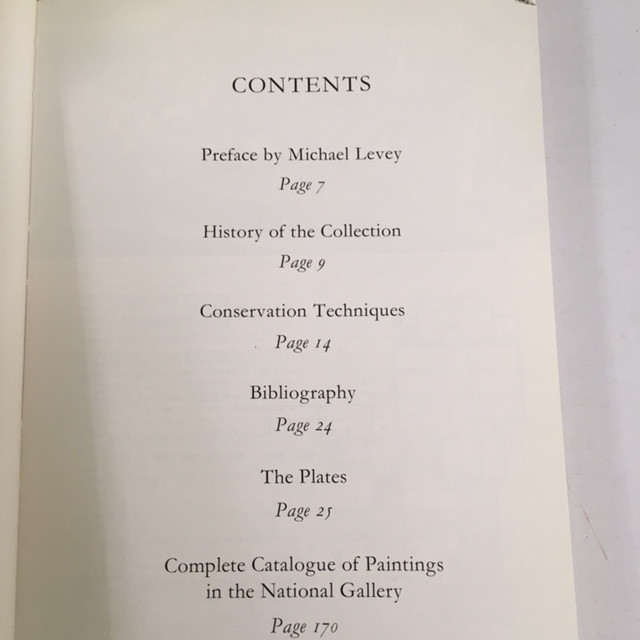 CONTENTS
Preface by Michael Levey
Page 7
History of the Collection
Page 9
Conservation Techniques
Page 14
Bibliography
Page 24
The Plates
Page 25
Complete Catalogue of Paintings
in the National Gallery
Page 170